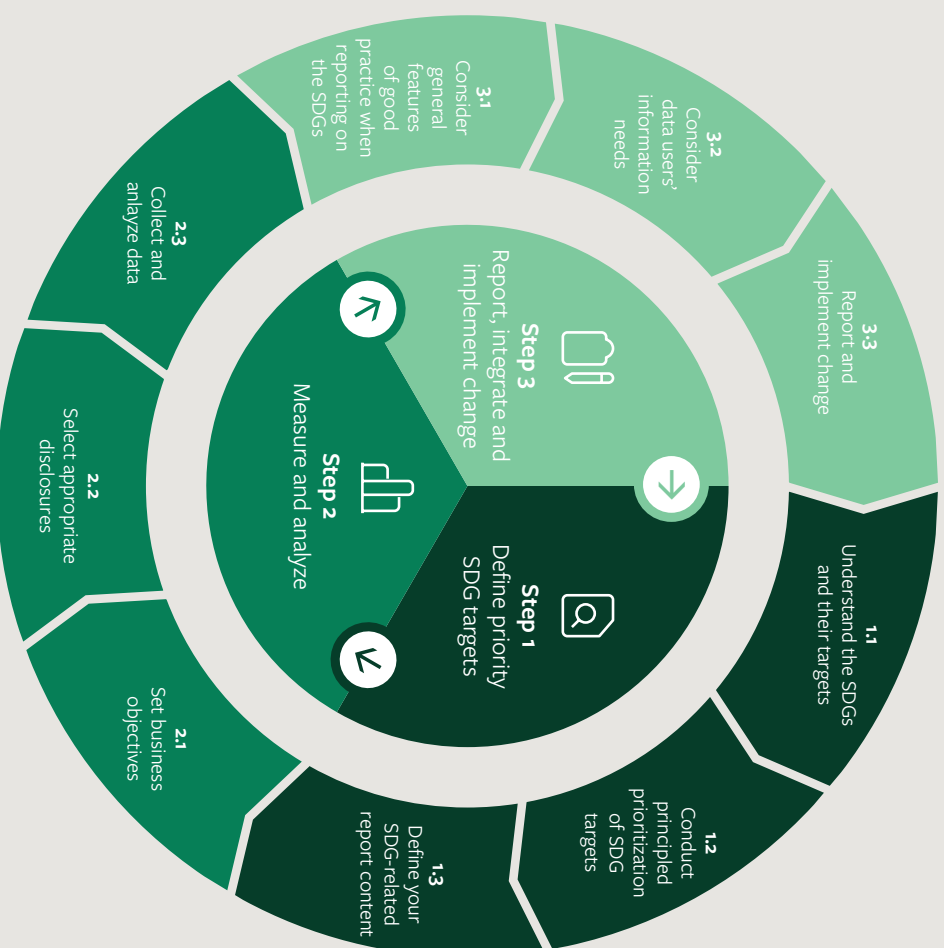 Step 1
Define priority
SDG targets
Step 2
Measure and analyze
Step 3
Report, integrate and
implement change
1.1
Understand the SDGs
and their targets
1.2
Conduct
principled
prioritization
of SDG
targets
1.3
Define your
SDG-related
report content
2.1
Set business
objectives
2.2
Select appropriate
disclosures
2.3
Collect and
anlayze data
3.1
Consider
general
features
of good
practice when
reporting on
the SDGs
3.2
Consider
data users’
information
needs
3.3
Report and
implement change